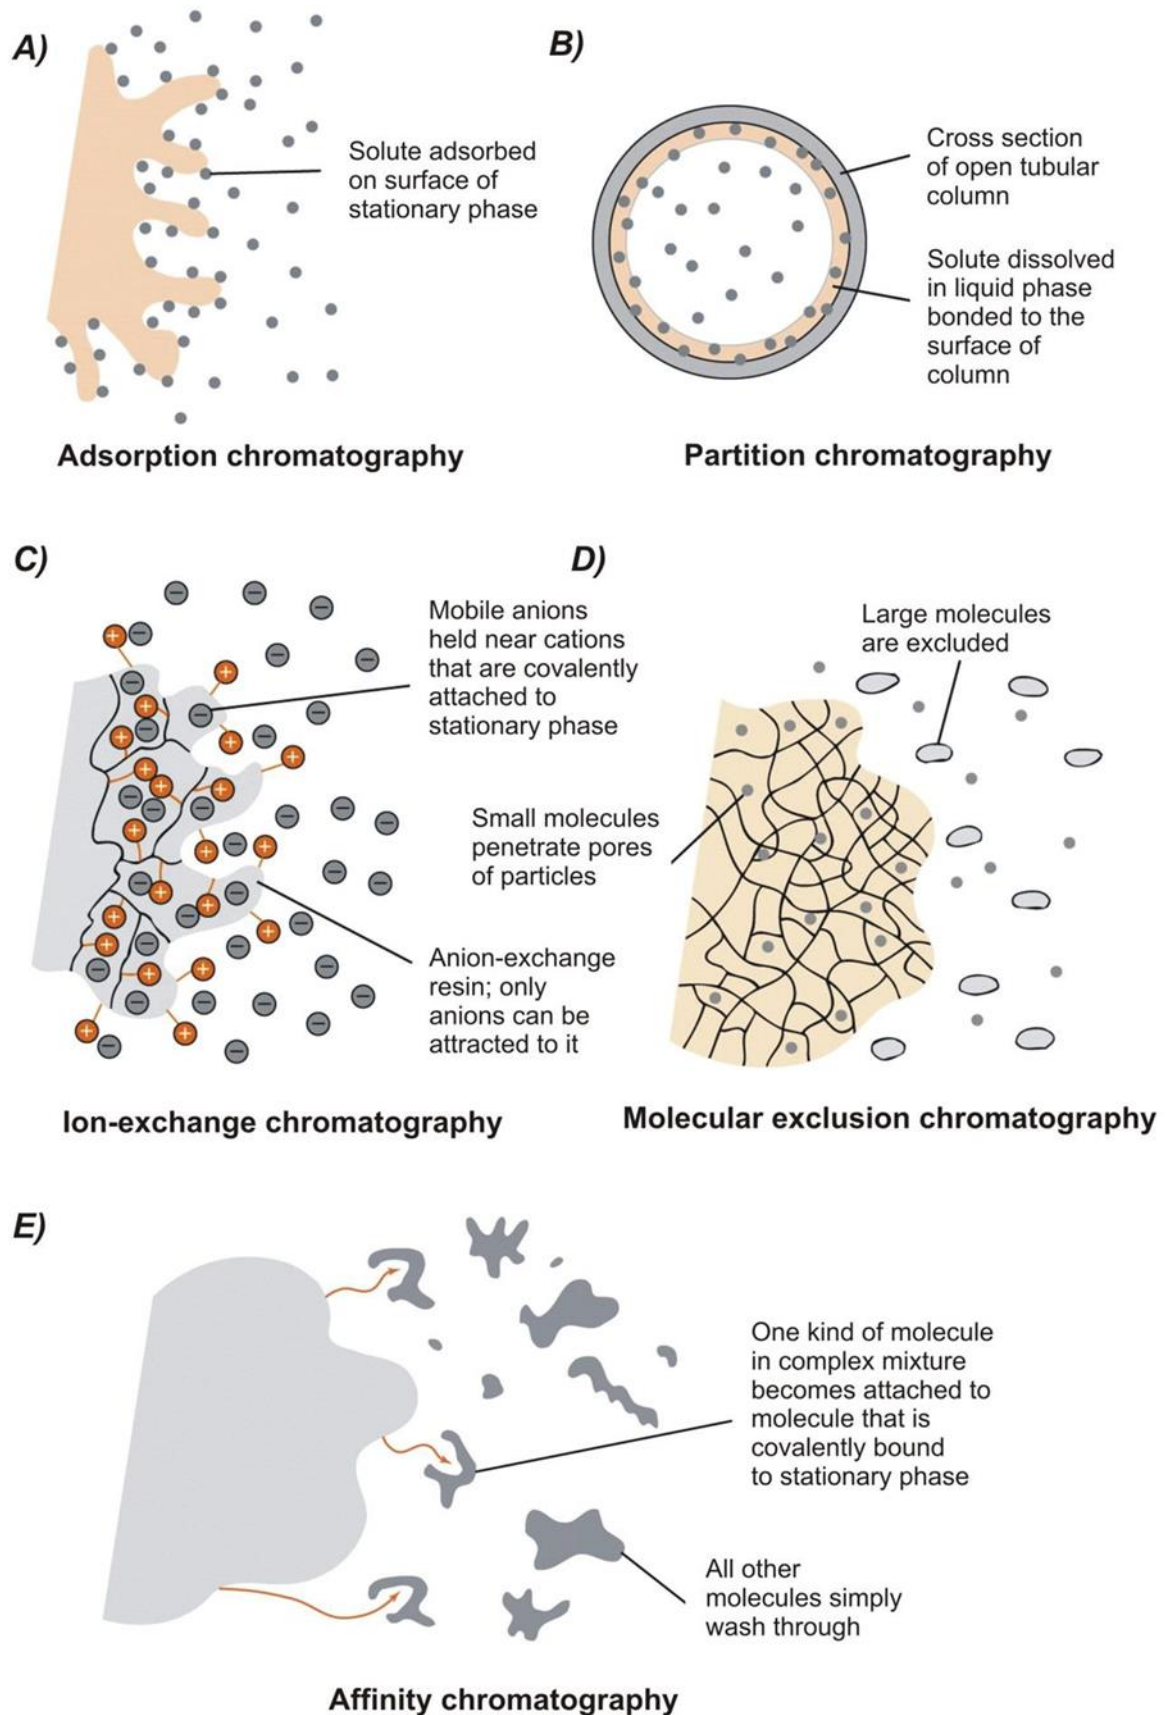 A)
Solute adsorbed
on surface of
stationary phase
Adsorption chromatography
B)
Cross section
of open tubular
column
Solute dissolved
in liquid phase
bonded to the
surface of
column
Partition chromatography
C)
Mobile anions
held near cations
that are covalently
attached to
stationary phase
Anion-exchange
resin; only
anions can be
attracted to it
Ion-exchange chromatography
D)
Large molecules
are excluded
Small molecules
penetrate pores
of particles
Molecular exclusion chromatography
E)
One kind of molecule
in complex mixture
becomes attached to
molecule that is
covalently bound
to stationary phase
All other
molecules simply
wash through
Affinity chromatography